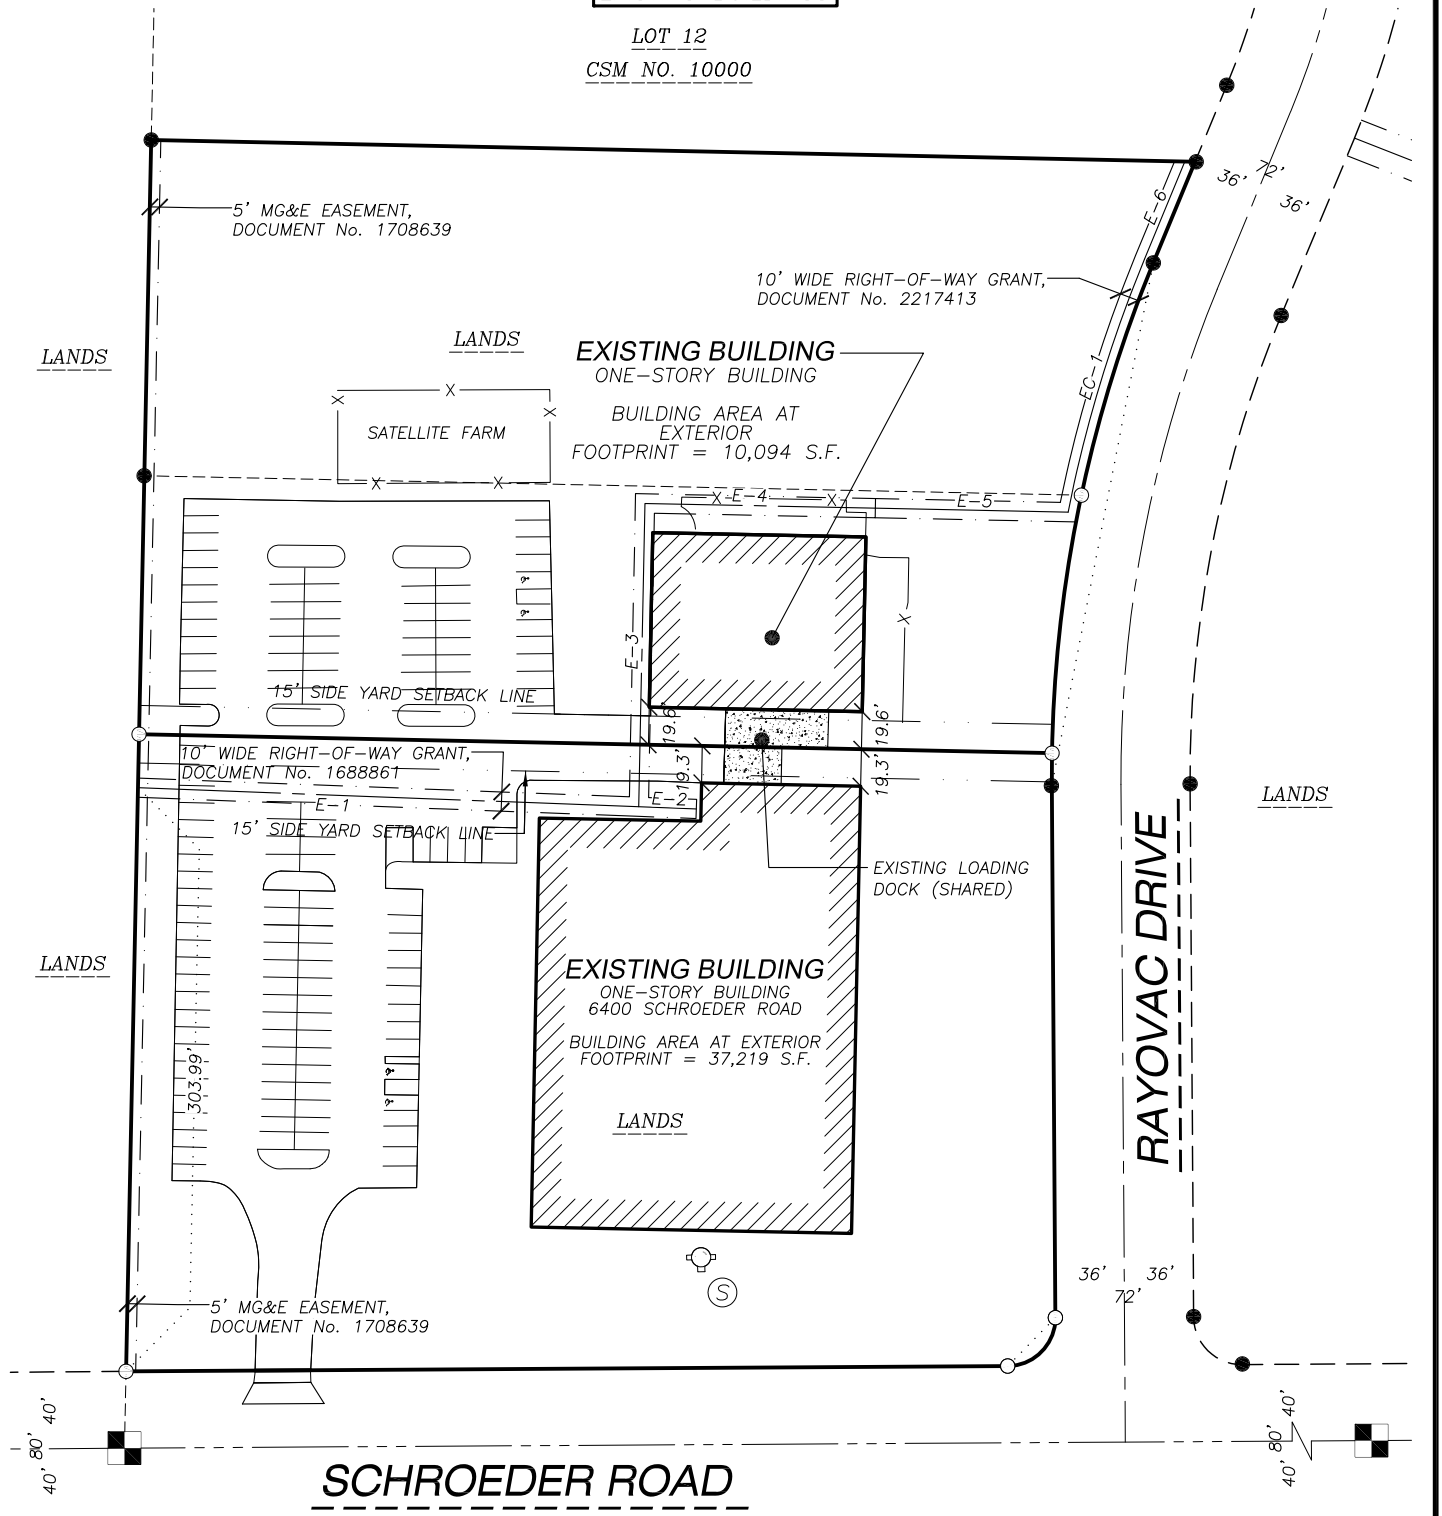 LOT 12
CSM NO. 10000
72'
36'
36'
5' MG&E EASEMENT,
DOCUMENT No. 1708639
E-6
10' WIDE RIGHT-OF-WAY GRANT,
DOCUMENT No. 2217413
LANDS
LANDS
EXISTING BUILDING
ONE-STORY BUILDING
BUILDING AREA AT
EXTERIOR
FOOTPRINT = 10,094 S.F.
EC-1
X
X
X
SATELLITE FARM
X
X
X
E-4
X
E-5
X
E-3
15' SIDE YARD SETBACK LINE
19.6'
19.6'
10' WIDE RIGHT-OF-WAY GRANT,
DOCUMENT No. 1688861
19.3'
19.3'
E-1
E-2
15' SIDE YARD SETBACK LINE
LANDS
EXISTING LOADING
DOCK (SHARED)
RAYOVAC DRIVE
LANDS
EXISTING BUILDING
ONE-STORY BUILDING
6400 SCHROEDER ROAD
BUILDING AREA AT EXTERIOR
FOOTPRINT = 37,219 S.F.
303.99'
LANDS
S
36'
36'
72'
5' MG&E EASEMENT,
DOCUMENT No. 1708639
40'
80'
40'
40'
80'
40'
SCHROEDER ROAD